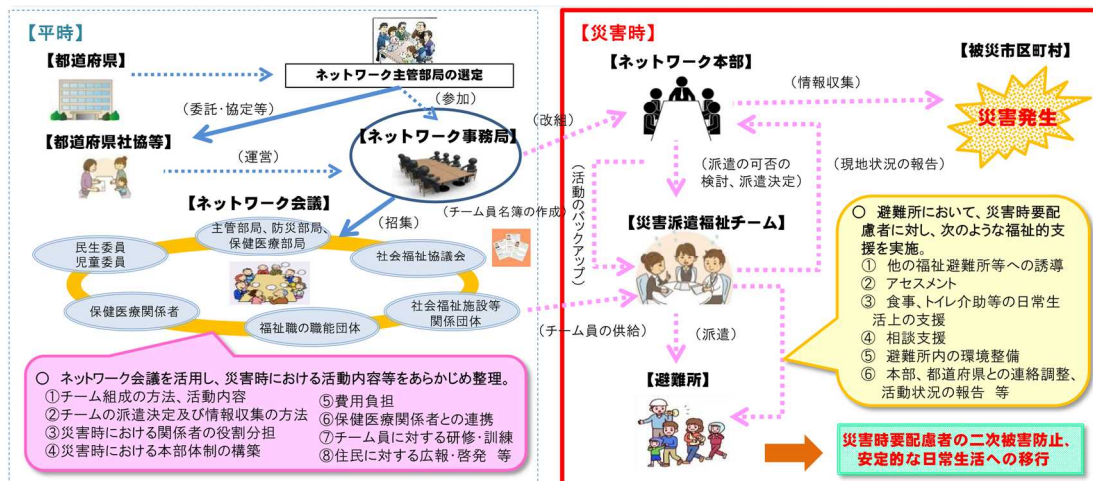 【平時】
【都道府県】
ネットワーク主管部局の選定
（委託・協定等）
（参加）
【都道府県社協等】
（運営）
【ネットワーク事務局】
（改組）
【ネットワーク会議】
（招集）
（チーム員名簿の作成）
主管部局、防災部局、
保健医療部局
民生委員
児童委員
社会福祉協議会
保健医療関係者
福祉職の職能団体
社会福祉施設等
関係団体
（チーム員の供給）
○ ネットワーク会議を活用し、災害時における活動内容等をあらかじめ整理。
①チーム組成の方法、活動内容
②チームの派遣決定及び情報収集の方法
③災害時における関係者の役割分担
④災害時における本部体制の構築
⑤費用負担
⑥保健医療関係者との連携
⑦チーム員に対する研修・訓練
⑧住民に対する広報・啓発 等
【災害時】
【ネットワーク本部】
（情報収集）
【被災市区町村】
災害発生
（活動のバックアップ）
（派遣の可否の
検討、派遣決定）
（現地状況の報告）
【災害派遣福祉チーム】
（派遣）
【避難所】
○ 避難所において、災害時要配
慮者に対し、次のような福祉的支
援を実施。
① 他の福祉避難所等への誘導
② アセスメント
③ 食事、トイレ介助等の日常生
活上の支援
④ 相談支援
⑤ 避難所内の環境整備
⑥ 本部、都道府県との連絡調整、
活動状況の報告 等
災害時要配慮者の二次被害防止、
安定的な日常生活への移行